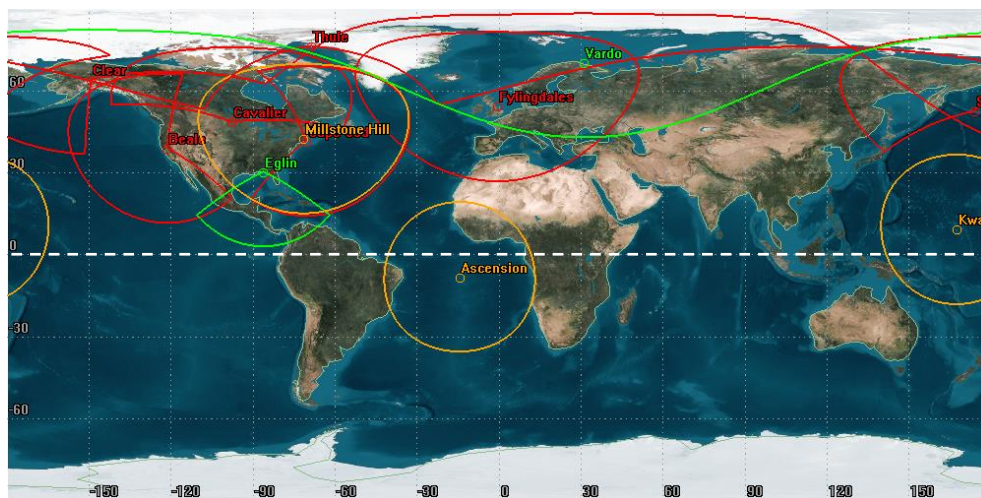 Thule
Vardo
Clear
60
Fylingdales
S
Cavalier
Millstone Hill
Beale
Eglin
30
Kwa
0
Ascension
-30
-60
-150
-120
-90
-60
-30
0
30
60
90
120
150